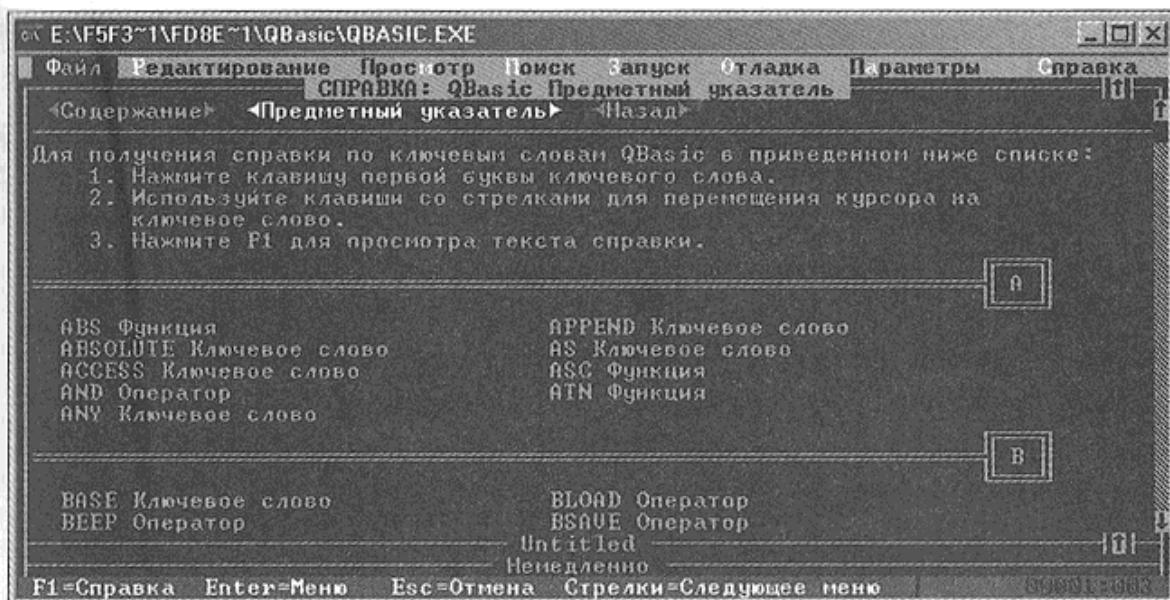 E:\F5F3~1\FD8E~1\QBasic\QBASIC.EXE
Файл Редактирование Просмотр Поиск Запуск Отладка Параметры Справка
СПРАВКА: QBasic Предметный указатель
◄Содержание► ◄Предметный указатель► ◄Назад►
Для получения справки по ключевым словам QBasic в приведенном ниже списке:
1. Нажмите клавишу первой буквы ключевого слова.
2. Используйте клавиши со стрелками для перемещения курсора на
ключевое слово.
3. Нажмите F1 для просмотра текста справки.
A
ABS Функция APPEND Ключевое слово
ABSOLUTE Ключевое слово AS Ключевое слово
ACCESS Ключевое слово ASC Функция
AND Оператор ATN Функция
ANY Ключевое слово
B
BASE Ключевое слово BLOAD Оператор
BEEP Оператор BSAVE Оператор
Untitled
Немедленно
F1=Справка Enter=Меню Esc=Отмена Стрелки=Следующее меню